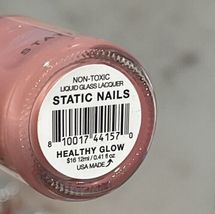 STA
NON-TOXIC
LIQUID GLASS LACQUER
STATIC NAILS
8 10017 44157 0
HEALTHY GLOW
$16 12ml / 0.41 fl oz
USA MADE